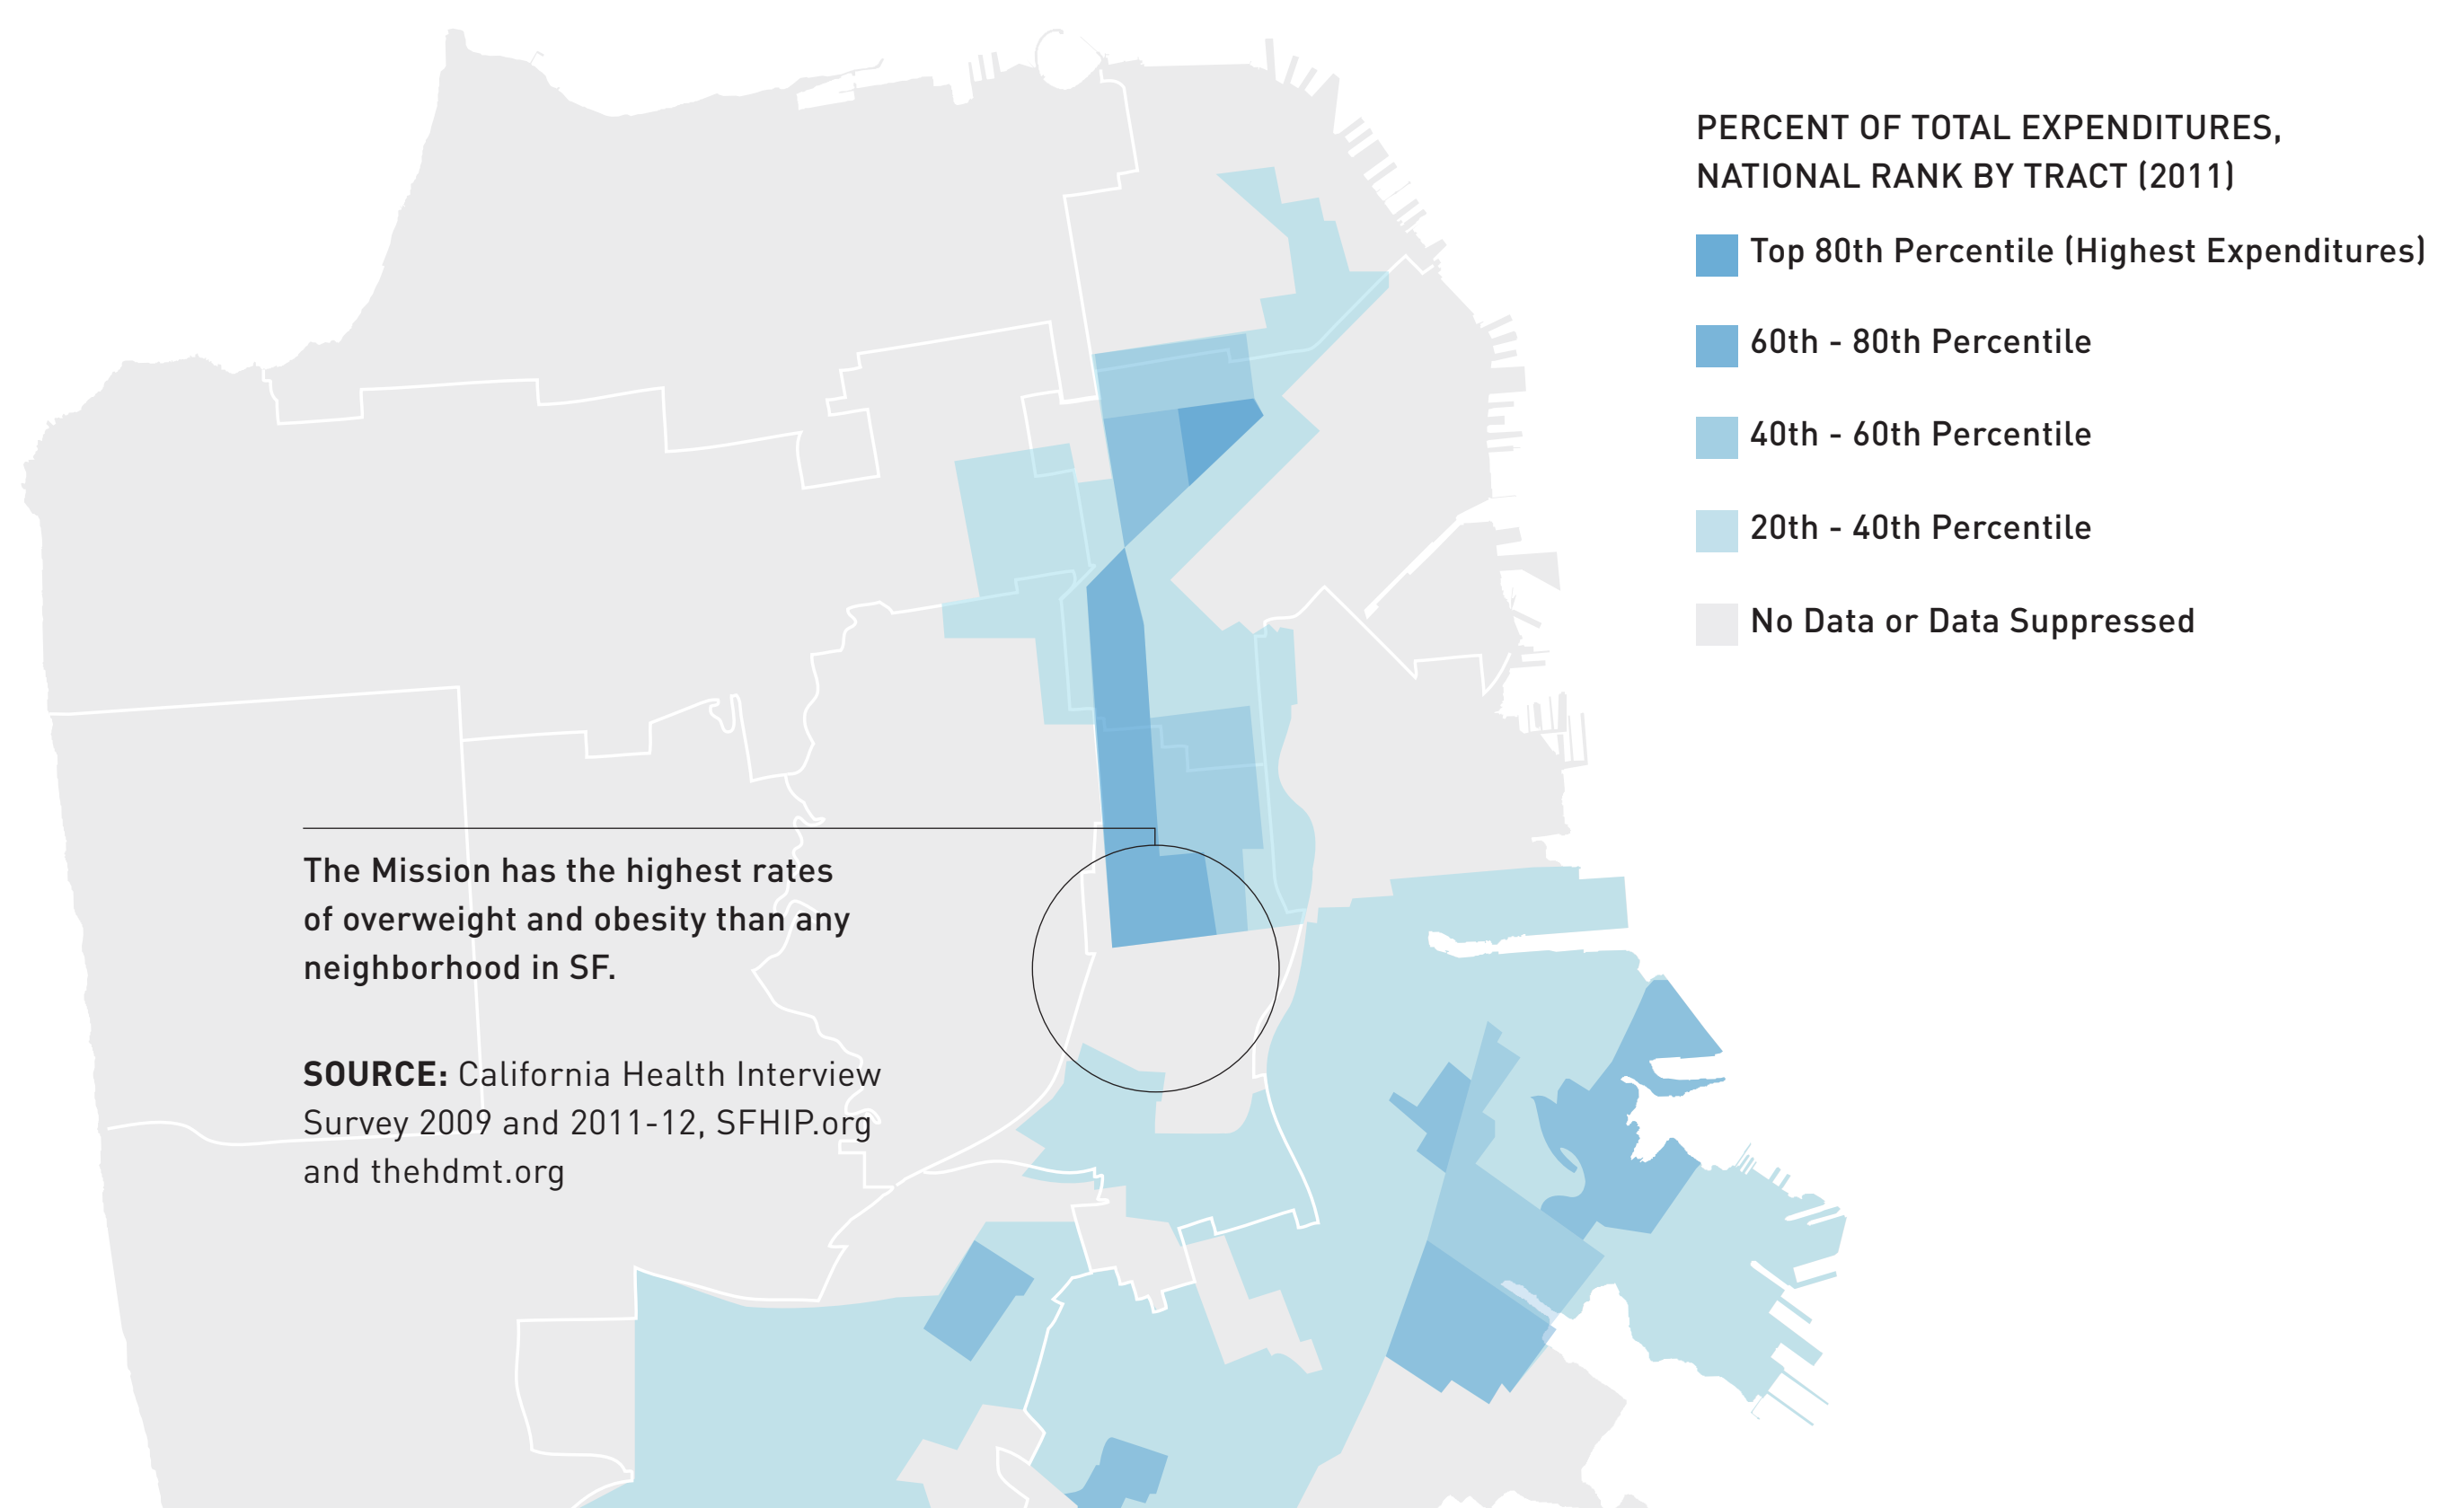 PERCENT OF TOTAL EXPENDITURES,
NATIONAL RANK BY TRACT (2011)
Top 80th Percentile (Highest Expenditures)
60th - 80th Percentile
40th - 60th Percentile
20th - 40th Percentile
No Data or Data Suppressed
The Mission has the highest rates
of overweight and obesity than any
neighborhood in SF.
SOURCE: California Health Interview
Survey 2009 and 2011-12, SFHIP.org
and thehdmt.org